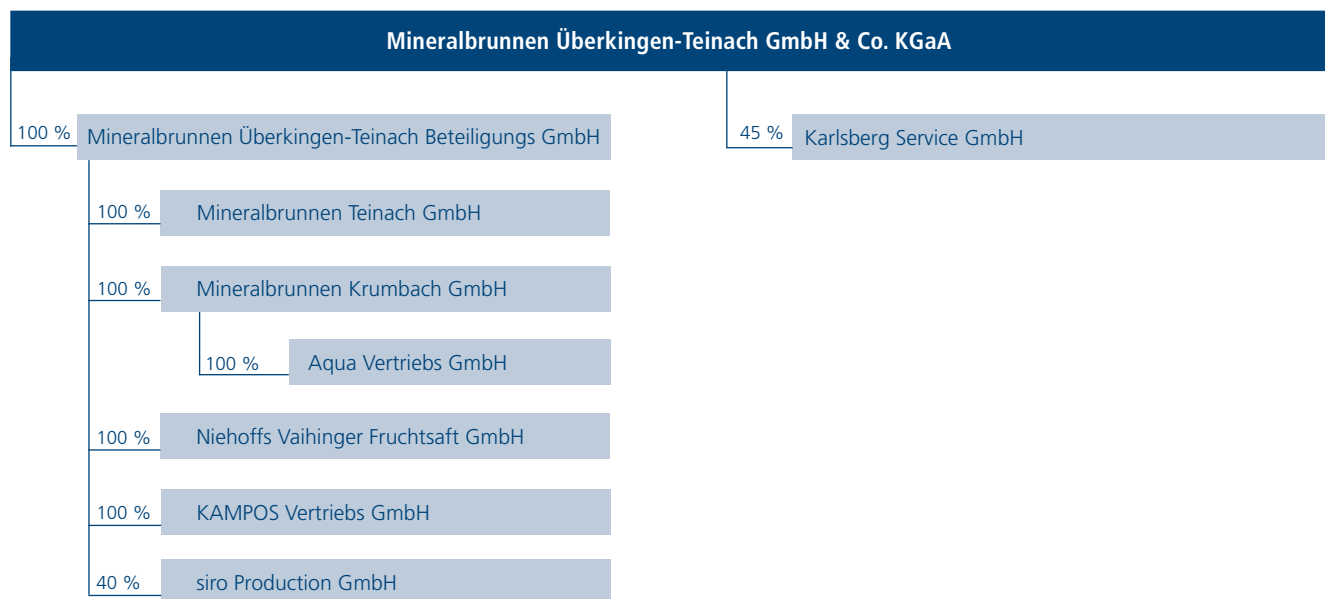 Mineralbrunnen Überkingen-Teinach GmbH & Co. KGaA
100 % Mineralbrunnen Überkingen-Teinach Beteiligungs GmbH
45 % Karlsberg Service GmbH
100 % Mineralbrunnen Teinach GmbH
100 % Mineralbrunnen Krumbach GmbH
100 % Aqua Vertriebs GmbH
100 % Niehoffs Vaihinger Fruchtsaft GmbH
100 % KAMPOS Vertriebs GmbH
40 % siro Production GmbH